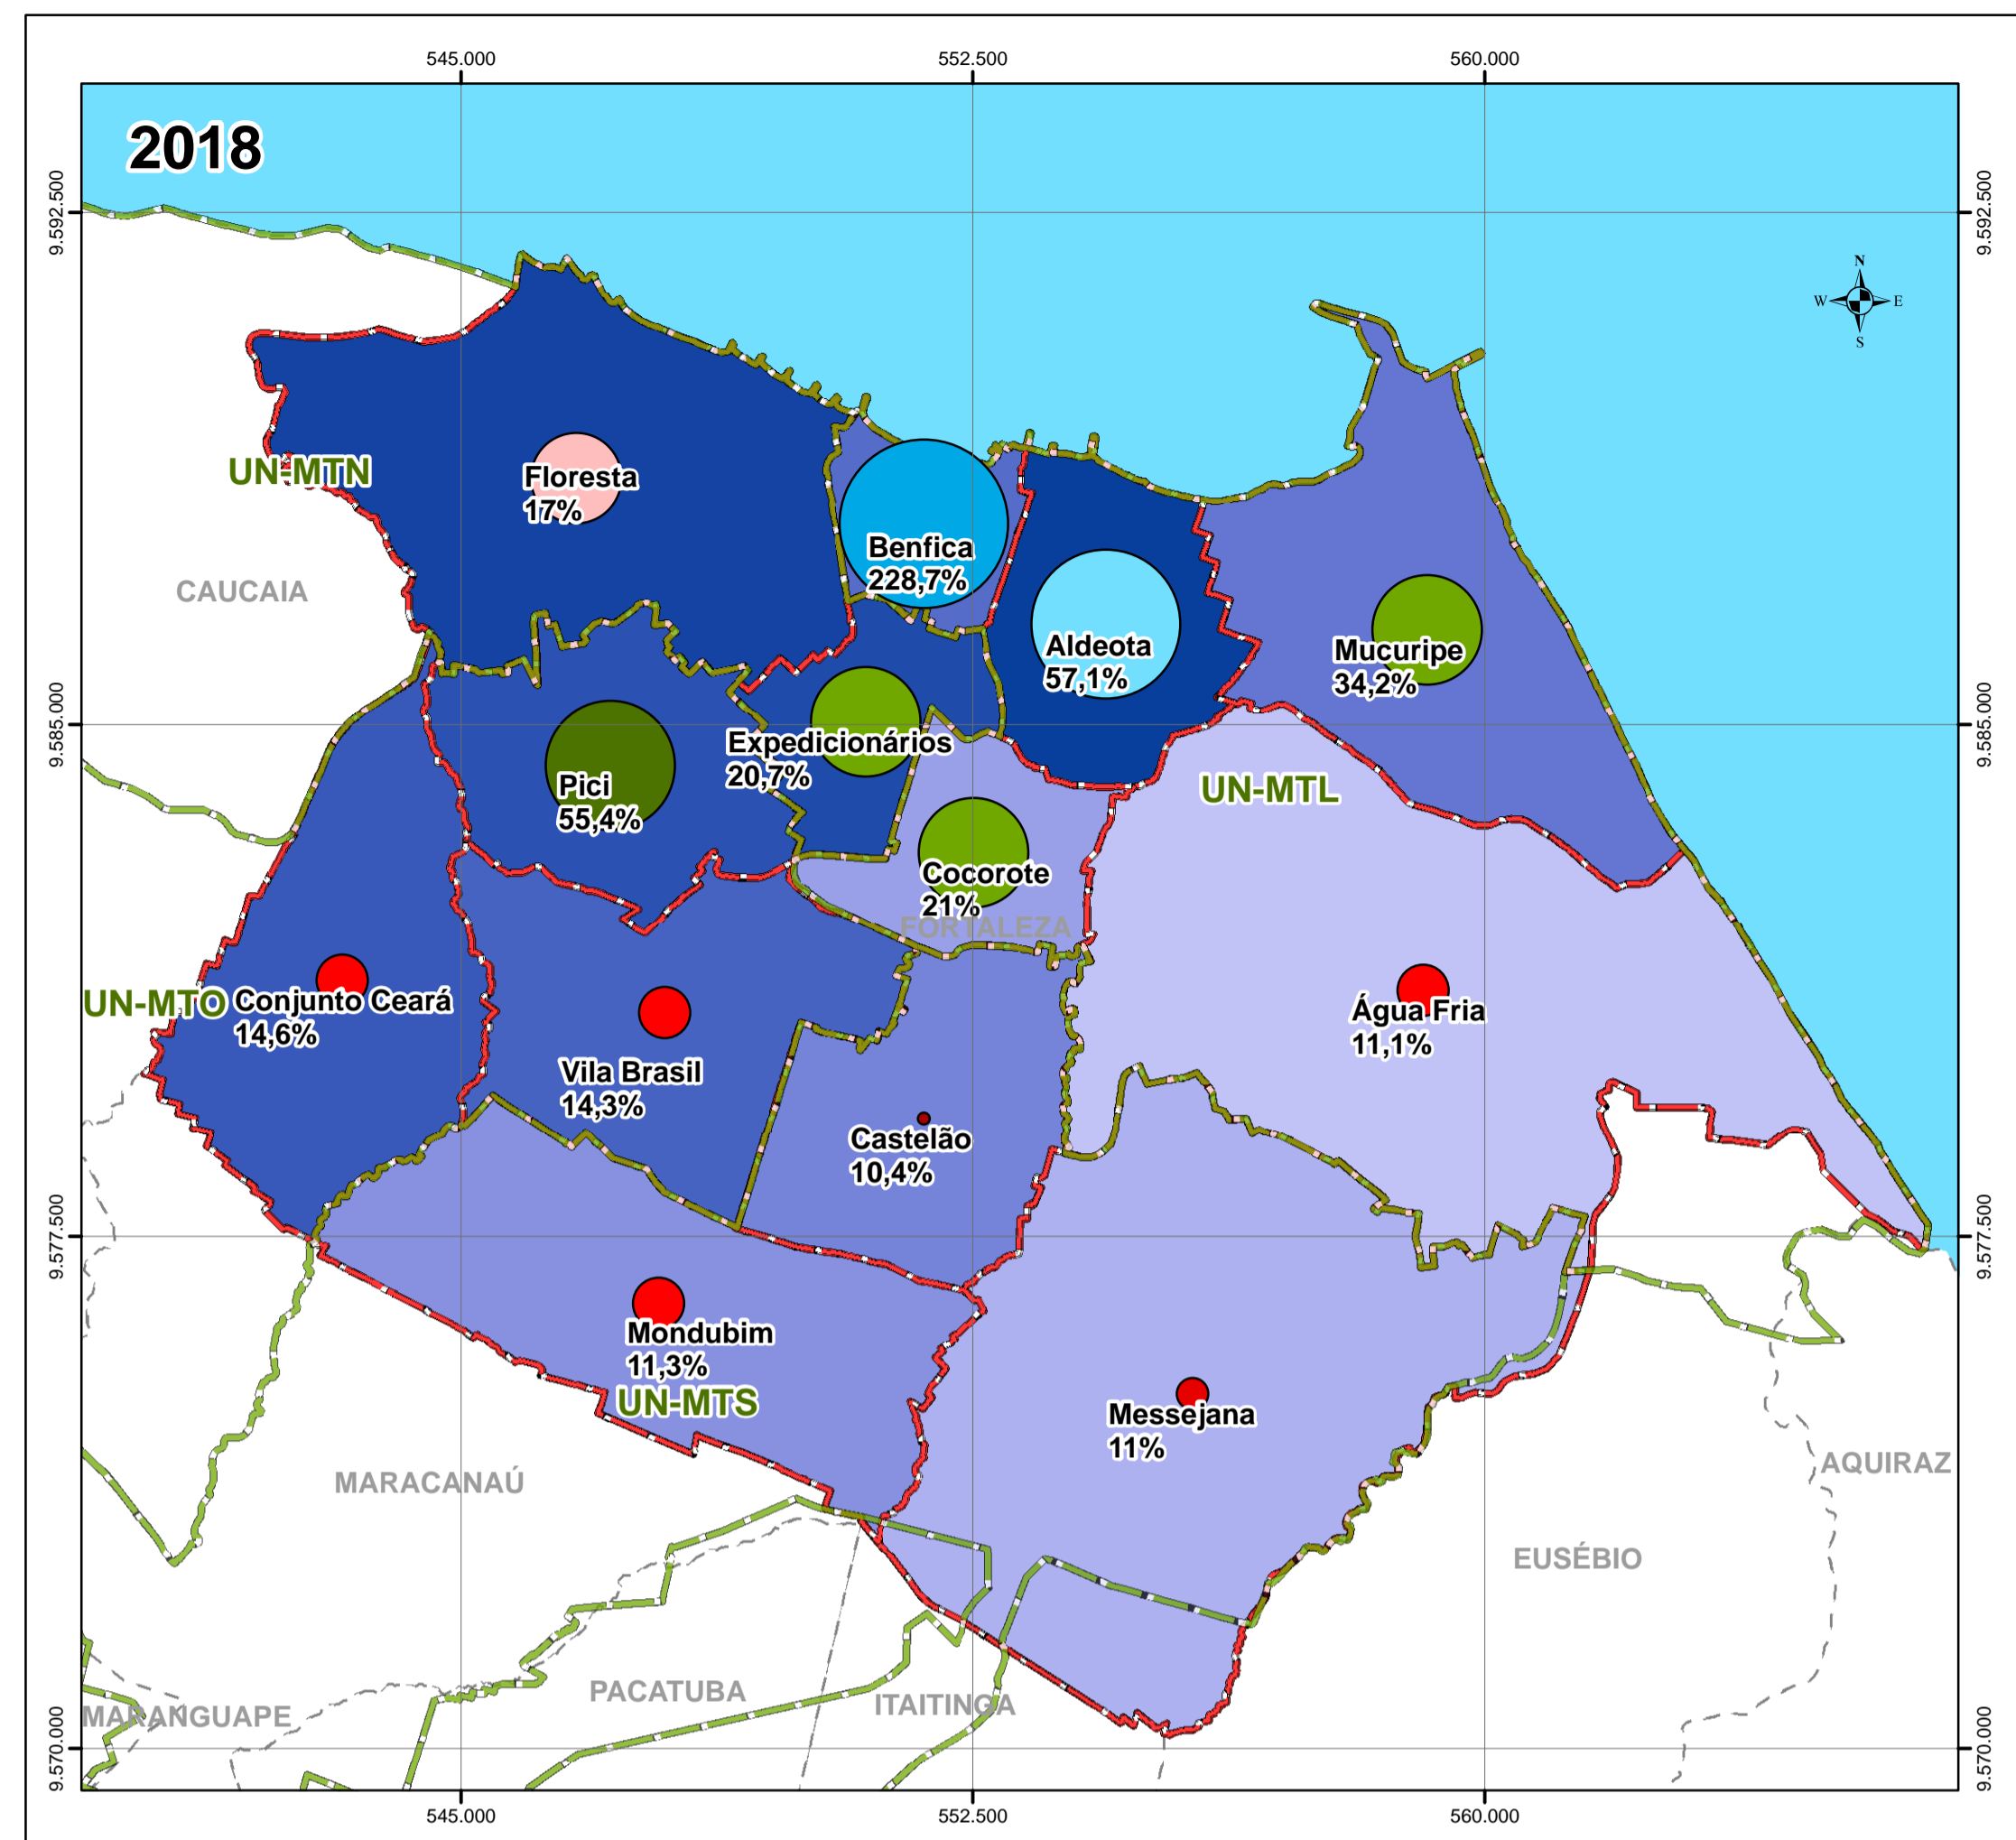 545.000
552.500
560.000
2018
9.592.500
9.592.500
N
W
E
S
UN-MTN
Floresta
17%
Benfica
228,7%
CAUCAIA
Aldeota
57,1%
Mucuripe
34,2%
9.585.000
9.585.000
Expedicionários
20,7%
Pici
55,4%
UN-MTL
Cocorote
21%
FORTALEZA
UN-MTO
Conjunto Ceará
14,6%
Água Fria
11,1%
Vila Brasil
14,3%
Castelão
10,4%
9.577.500
9.577.500
Mondubim
11,3%
UN-MTS
Messejana
11%
MARACANAÚ
AQUIRAZ
EUSÉBIO
PACATUBA
ITAITINGA
MARANGUAPE
9.570.000
9.570.000
545.000
552.500
560.000